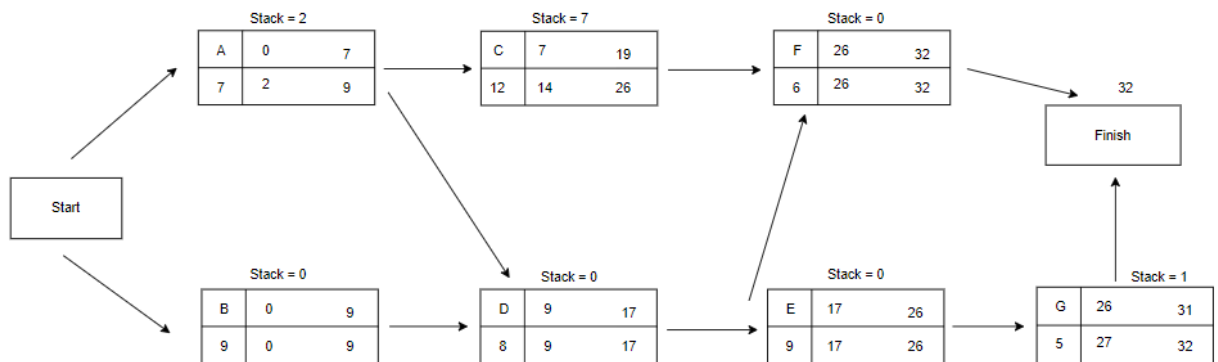 Stack = 2
Stack = 7
Stack = 0
A 0 7
7 2 9
C 7 19
12 14 26
F 26 32
6 26 32
32
Finish
Start
Stack = 0
Stack = 0
Stack = 0
Stack = 1
B 0 9
9 0 9
D 9 17
8 9 17
E 17 26
9 17 26
G 26 31
5 27 32